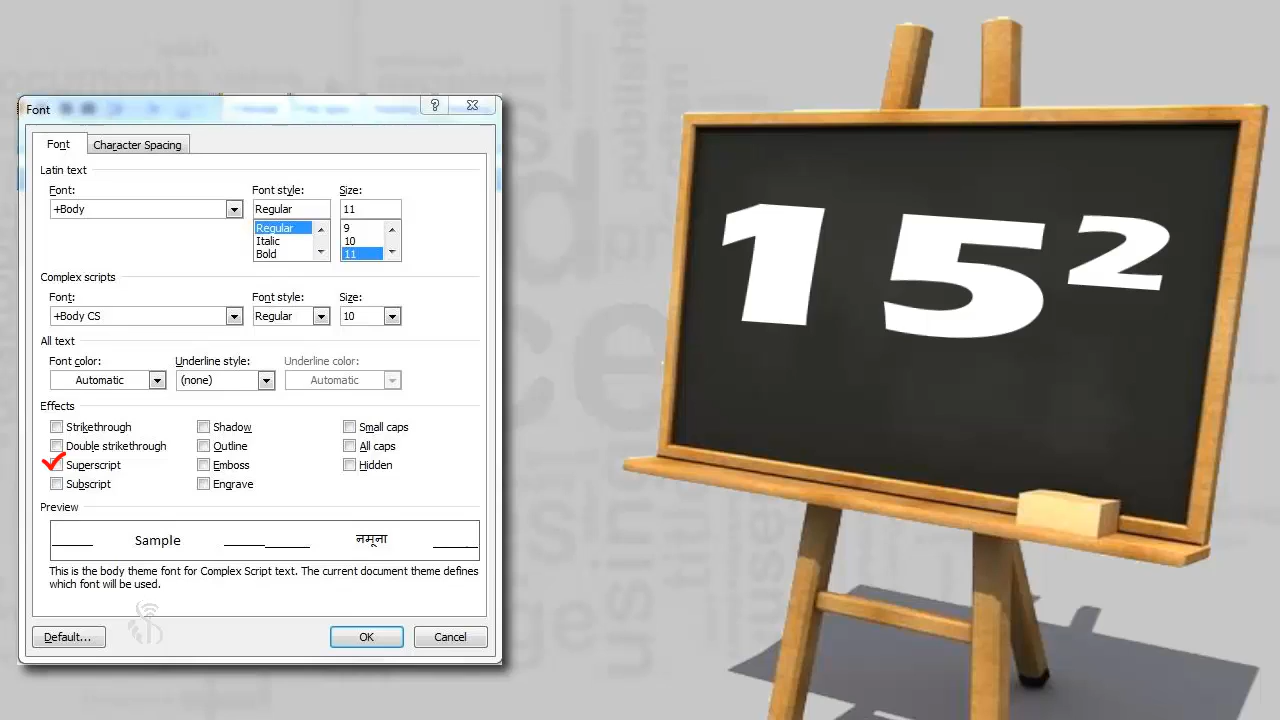 Font
?
Font
Character Spacing
Latin text
Font:
Font style:
Size:
+Body
Regular
11
Regular
9
Italic
10
Bold
11
Complex scripts
Font:
Font style:
Size:
+Body CS
Regular
10
All text
Font color:
Underline style:
Underline color:
Automatic
(none)
Automatic
Effects
Strikethrough
Shadow
Small caps
Double strikethrough
Outline
All caps
Superscript
Emboss
Hidden
Subscript
Engrave
Preview
Sample
नमूना
This is the body theme font for Complex Script text. The current document theme defines
which font will be used.
Default...
OK
Cancel
15²
publishing
using